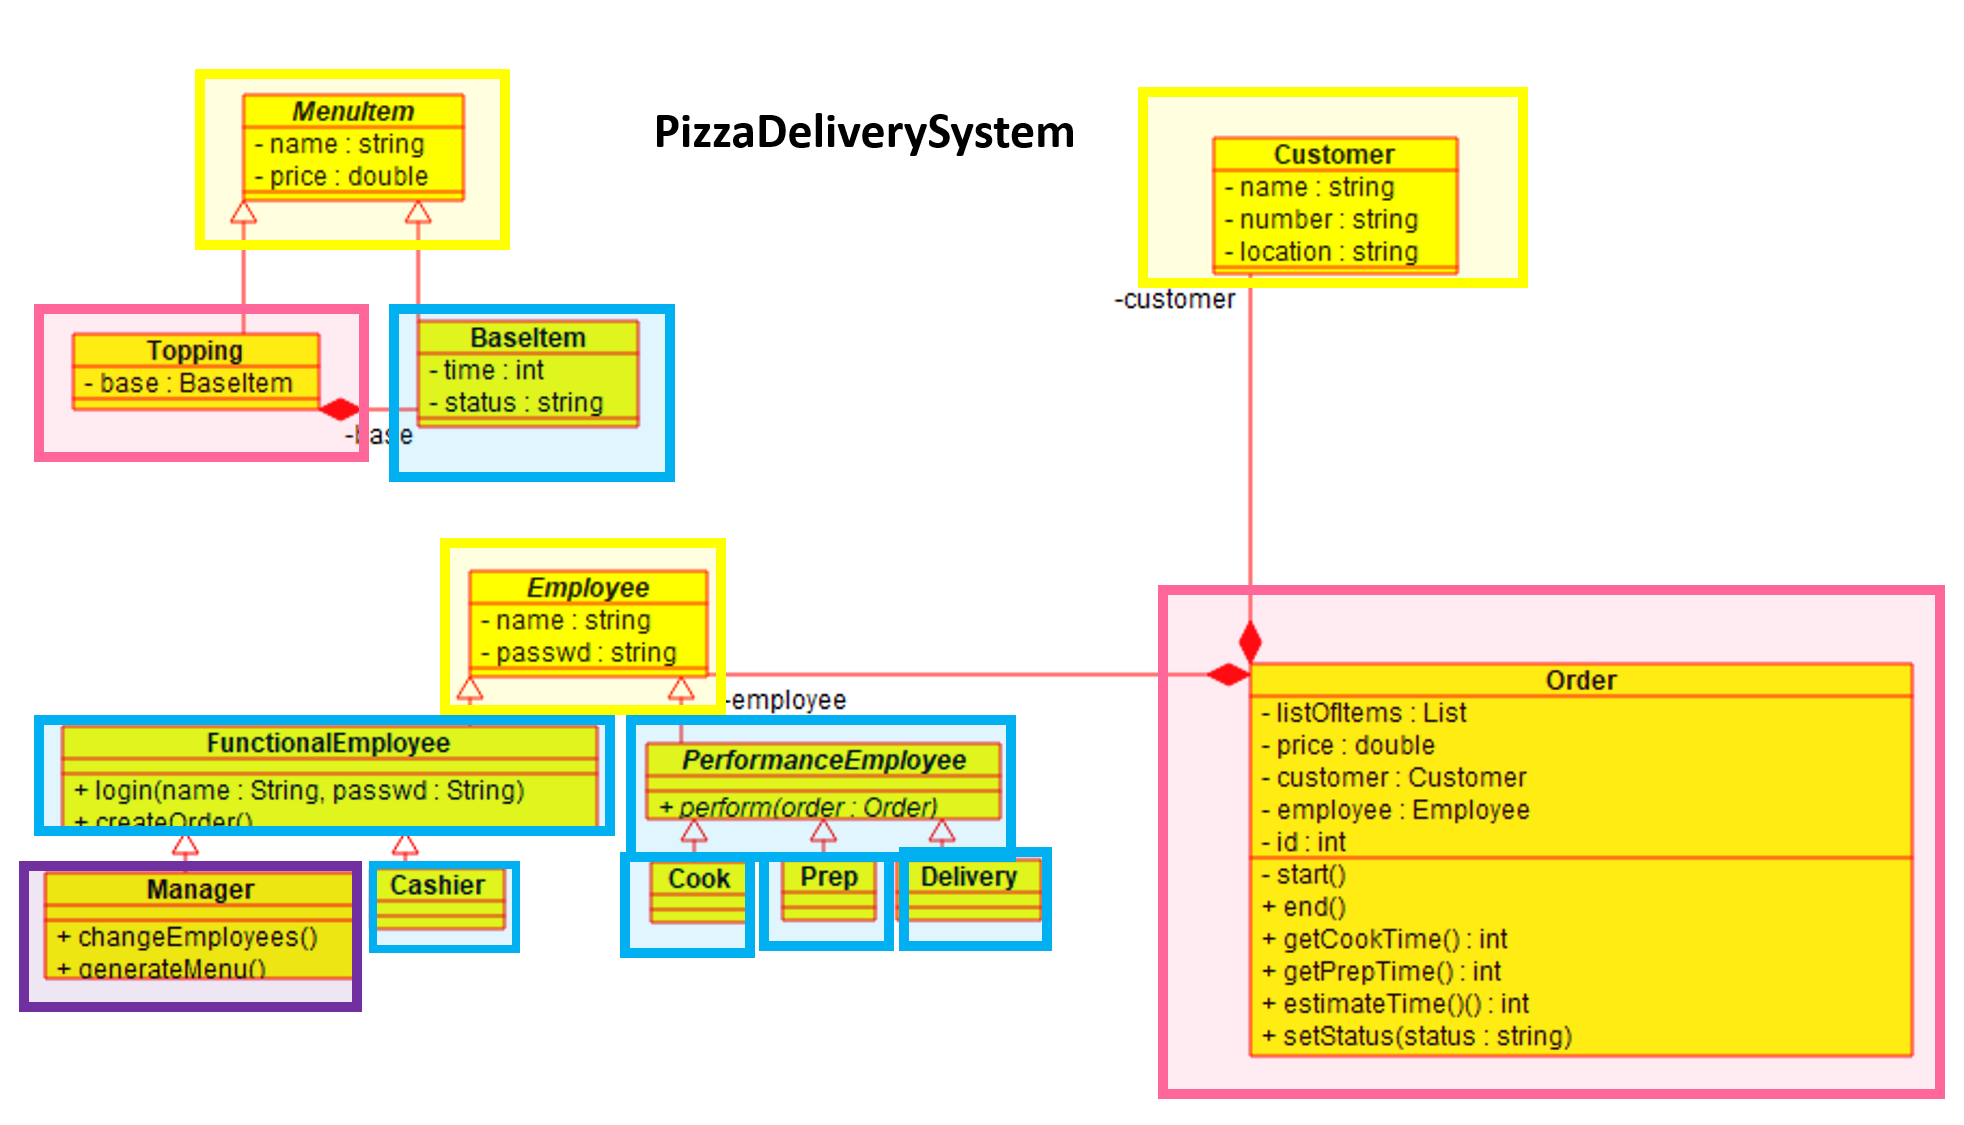 PizzaDeliverySystem
MenuItem
- name : string
- price : double
Customer
- name : string
- number : string
- location : string
-customer
Topping
- base : BaseItem
BaseItem
- time : int
- status : string
-base
Employee
- name : string
- passwd : string
-employee
FunctionalEmployee
+ login(name : String, passwd : String)
+ createOrder()
PerformanceEmployee
+ perform(order : Order)
Manager
+ changeEmployees()
+ generateMenu()
Cashier
Cook
Prep
Delivery
Order
- listOfItems : List
- price : double
- customer : Customer
- employee : Employee
- id : int
- start()
+ end()
+ getCookTime() : int
+ getPrepTime() : int
+ estimateTime()() : int
+ setStatus(status : string)